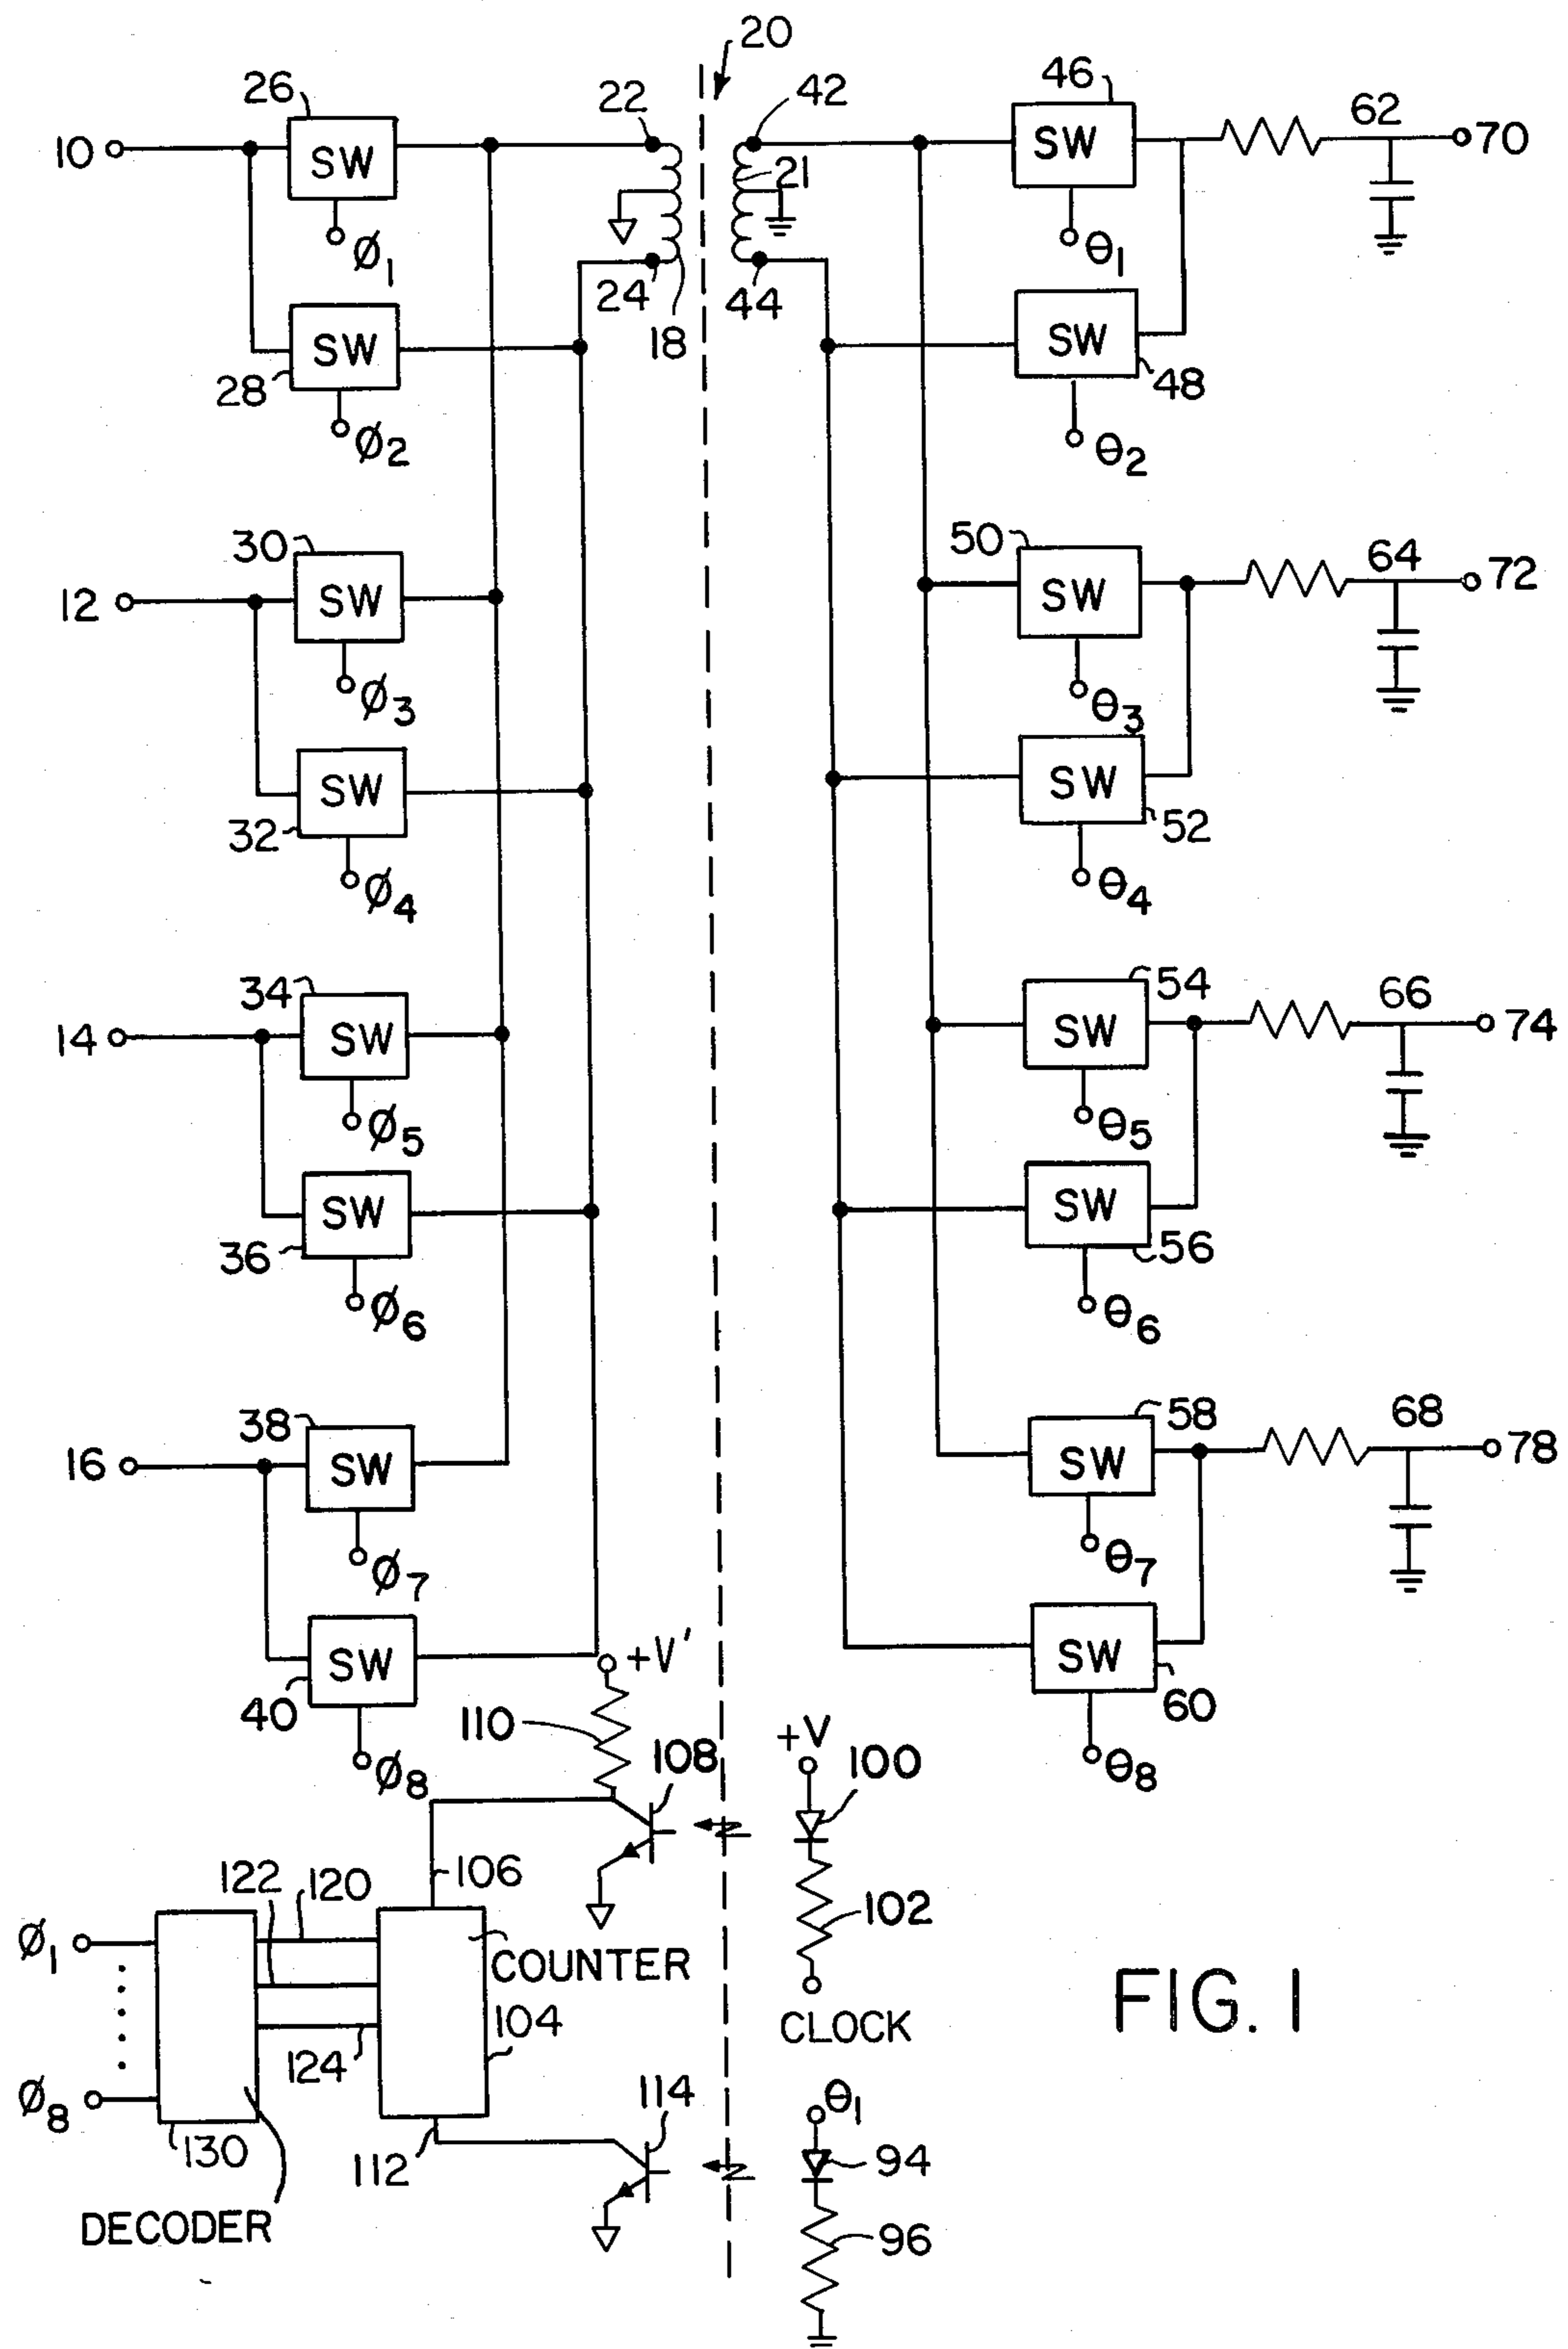 20
26
22
42
46
62
10
SW
SW
70
21
Ø1
θ1
24
18
44
SW
SW
28
48
Ø2
θ2
30
50
64
12
SW
SW
72
Ø3
θ3
SW
SW
32
52
Ø4
θ4
34
54
66
14
SW
SW
74
Ø5
θ5
SW
SW
36
56
Ø6
θ6
38
58
68
16
SW
SW
78
Ø7
θ7
SW
+V'
SW
40
110
60
108
+V
100
Ø8
θ8
122
120
106
102
Ø1
COUNTER
FIG. 1
104
CLOCK
124
Ø8
114
θ1
130
112
94
DECODER
96